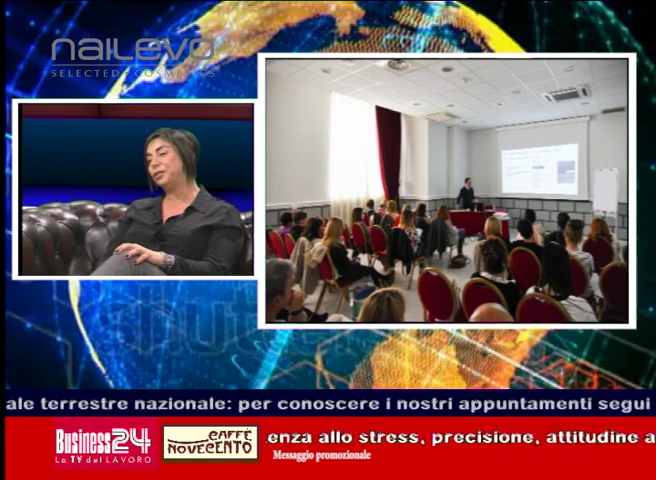 NAILEVO
SELECTED COSMETICS
shutterst
ale terrestre nazionale: per conoscere i nostri appuntamenti segui
Business24
La TV del LAVORO
CAFFÈ
NOVECENTO
enza allo stress, precisione, attitudine a
Messaggio promozionale